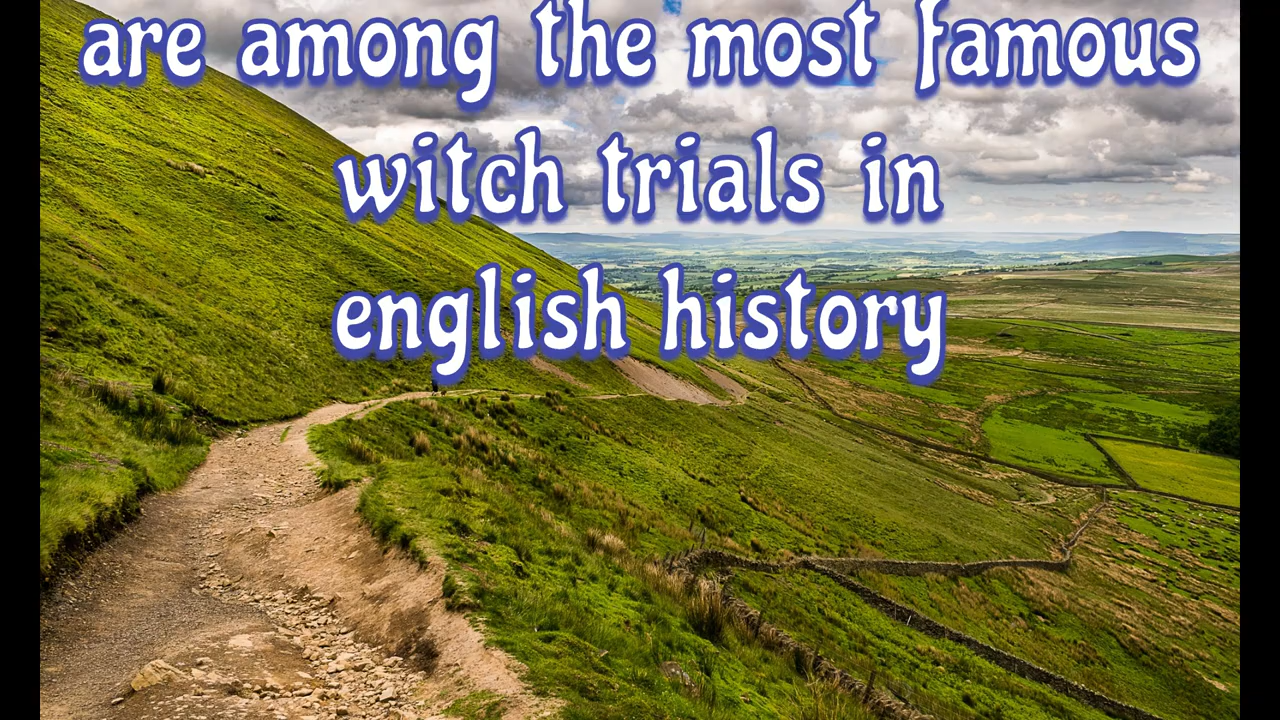 are among the most famous
witch trials in
english history